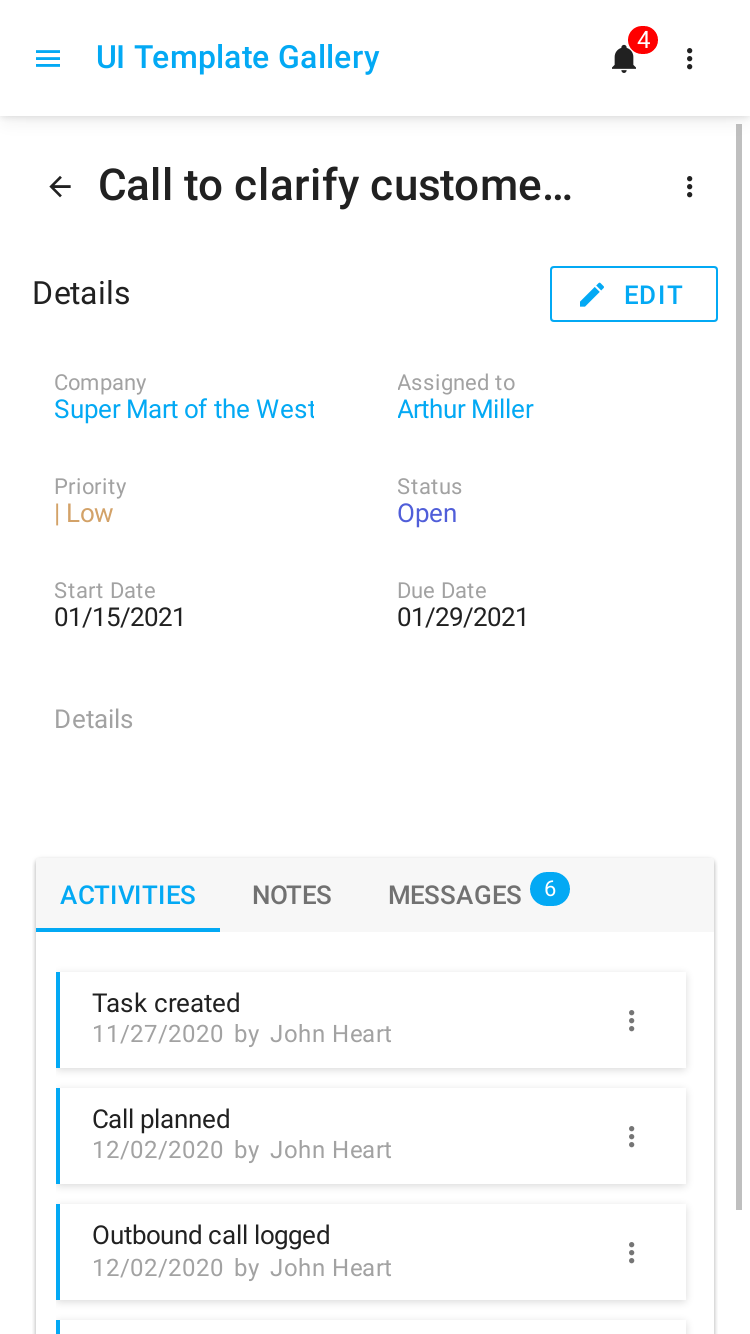 UI Template Gallery
4
Call to clarify custome...
Details
EDIT
Company
Assigned to
Super Mart of the West
Arthur Miller
Priority
Status
| Low
Open
Start Date
Due Date
01/15/2021
01/29/2021
Details
ACTIVITIES
NOTES
MESSAGES
6
Task created
11/27/2020 by John Heart
Call planned
12/02/2020 by John Heart
Outbound call logged
12/02/2020 by John Heart